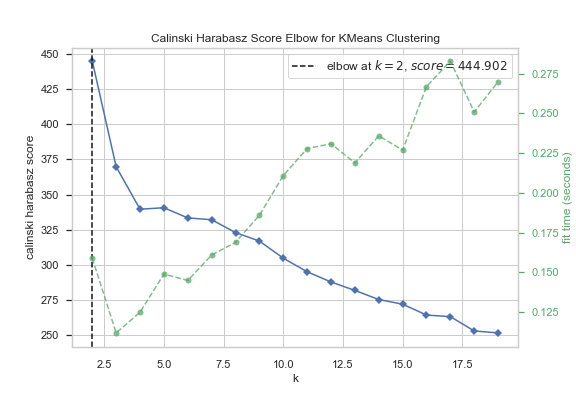 Calinski Harabasz Score Elbow for KMeans Clustering
elbow at k = 2, score = 444.902
calinski harabasz score
450
425
400
375
350
325
300
275
250
2.5 5.0 7.5 10.0 12.5 15.0 17.5
k
0.275
0.250
0.225
0.200
0.175
0.150
0.125
fit time (seconds)